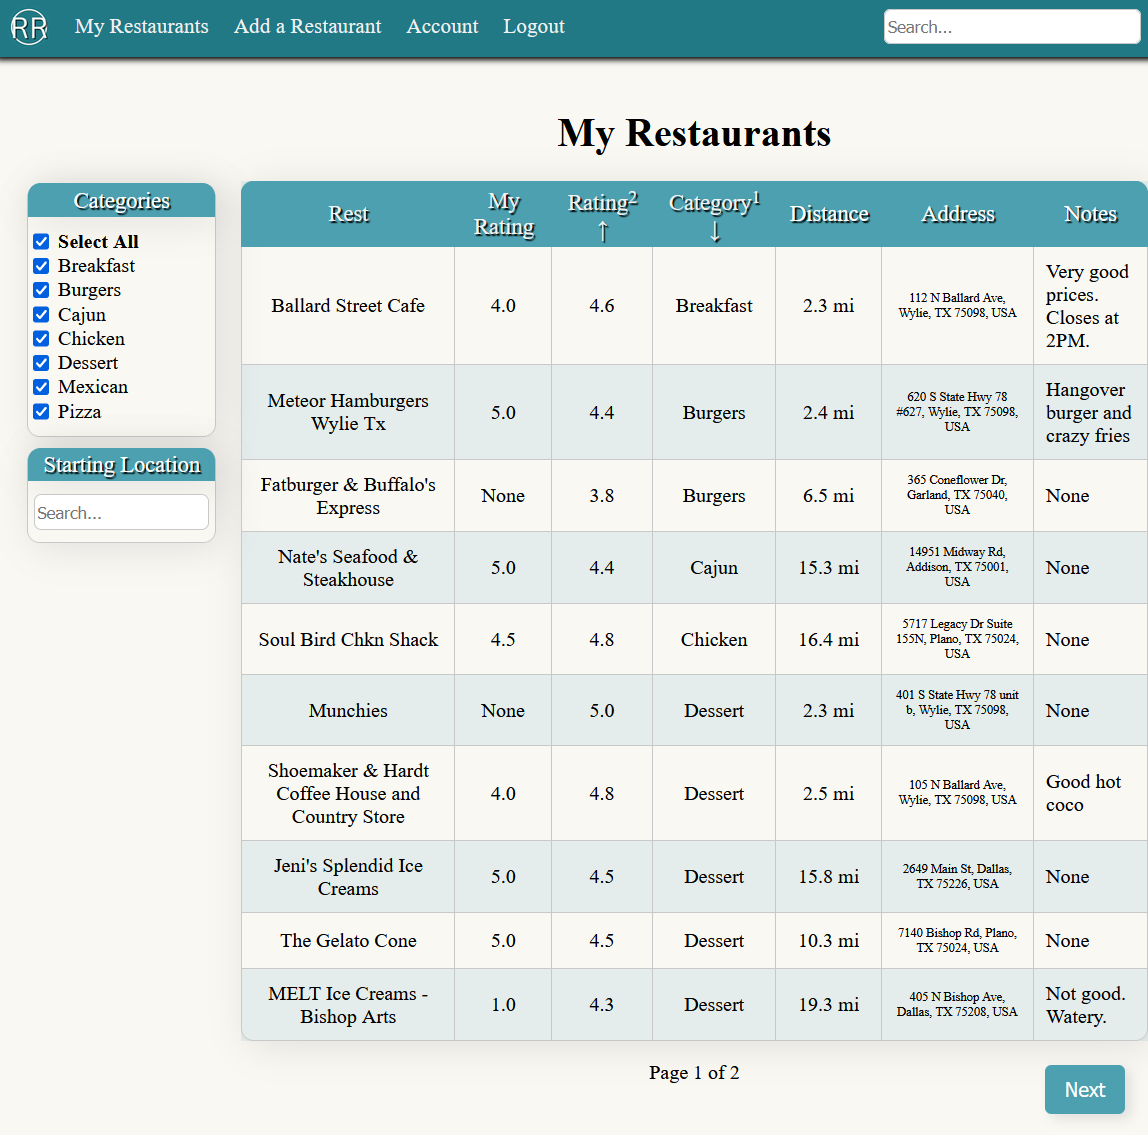 RR My Restaurants Add a Restaurant Account Logout Search...
My Restaurants
Categories
Select All
Breakfast
Burgers
Cajun
Chicken
Dessert
Mexican
Pizza
Starting Location
Search...
Rest My Rating Rating² ↑ Category¹ ↓ Distance Address Notes
Ballard Street Cafe 4.0 4.6 Breakfast 2.3 mi 112 N Ballard Ave, Wylie, TX 75098, USA Very good prices. Closes at 2PM.
Meteor Hamburgers Wylie Tx 5.0 4.4 Burgers 2.4 mi 620 S State Hwy 78 #627, Wylie, TX 75098, USA Hangover burger and crazy fries
Fatburger & Buffalo's Express None 3.8 Burgers 6.5 mi 365 Coneflower Dr, Garland, TX 75040, USA None
Nate's Seafood & Steakhouse 5.0 4.4 Cajun 15.3 mi 14951 Midway Rd, Addison, TX 75001, USA None
Soul Bird Chkn Shack 4.5 4.8 Chicken 16.4 mi 5717 Legacy Dr Suite 155N, Plano, TX 75024, USA None
Munchies None 5.0 Dessert 2.3 mi 401 S State Hwy 78 unit b, Wylie, TX 75098, USA None
Shoemaker & Hardt Coffee House and Country Store 4.0 4.8 Dessert 2.5 mi 105 N Ballard Ave, Wylie, TX 75098, USA Good hot coco
Jeni's Splendid Ice Creams 5.0 4.5 Dessert 15.8 mi 2649 Main St, Dallas, TX 75226, USA None
The Gelato Cone 5.0 4.5 Dessert 10.3 mi 7140 Bishop Rd, Plano, TX 75024, USA None
MELT Ice Creams - Bishop Arts 1.0 4.3 Dessert 19.3 mi 405 N Bishop Ave, Dallas, TX 75208, USA Not good. Watery.
Page 1 of 2
Next